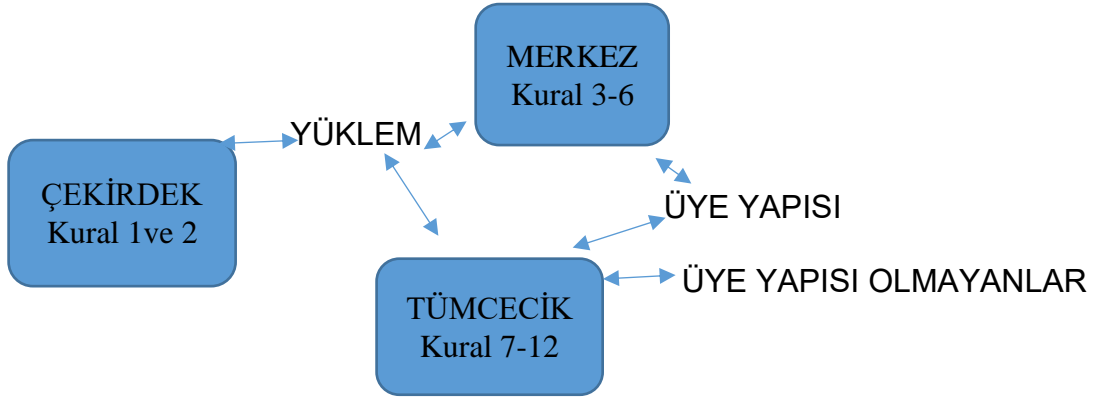 MERKEZ
Kural 3-6
YÜKLEM
ÇEKİRDEK
Kural 1ve 2
ÜYE YAPISI
ÜYE YAPISI OLMAYANLAR
TÜMCECİK
Kural 7-12